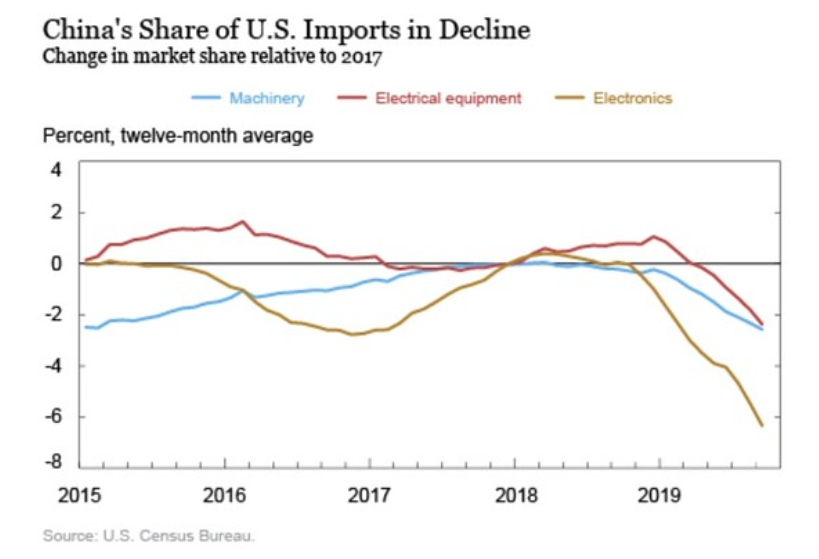 China's Share of U.S. Imports in Decline
Change in market share relative to 2017
Machinery Electrical equipment Electronics
Percent, twelve-month average
4
2
0
-2
-4
-6
-8
2015 2016 2017 2018 2019
Source: U.S. Census Bureau.